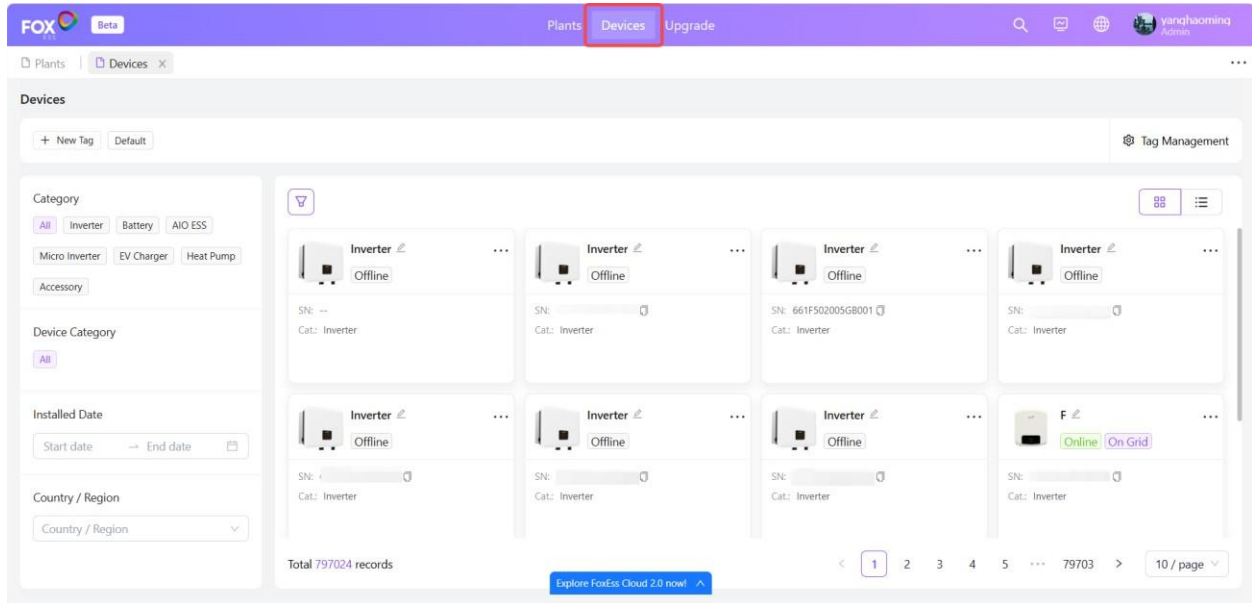 FOX ESS Beta Plants Devices Upgrade yanghaoming
Admin
Plants Devices
Devices
New Tag Default Tag Management
Category
All Inverter Battery AIO ESS
Micro Inverter EV Charger Heat Pump
Accessory
Device Category
All
Installed Date
Start date → End date
Country / Region
Country / Region
Inverter
Offline
SN: --
Cat.: Inverter
Inverter
Offline
SN:
Cat.: Inverter
Inverter
Offline
SN: 661F502005GB001
Cat.: Inverter
Inverter
Offline
SN:
Cat.: Inverter
Inverter
Offline
SN:
Cat.: Inverter
Inverter
Offline
SN:
Cat.: Inverter
Inverter
Offline
SN:
Cat.: Inverter
F
Online On Grid
SN:
Cat.: Inverter
Total 797024 records
< 1 2 3 4 5 ··· 79703 > 10 / page
Explore FoxEss Cloud 2.0 now!